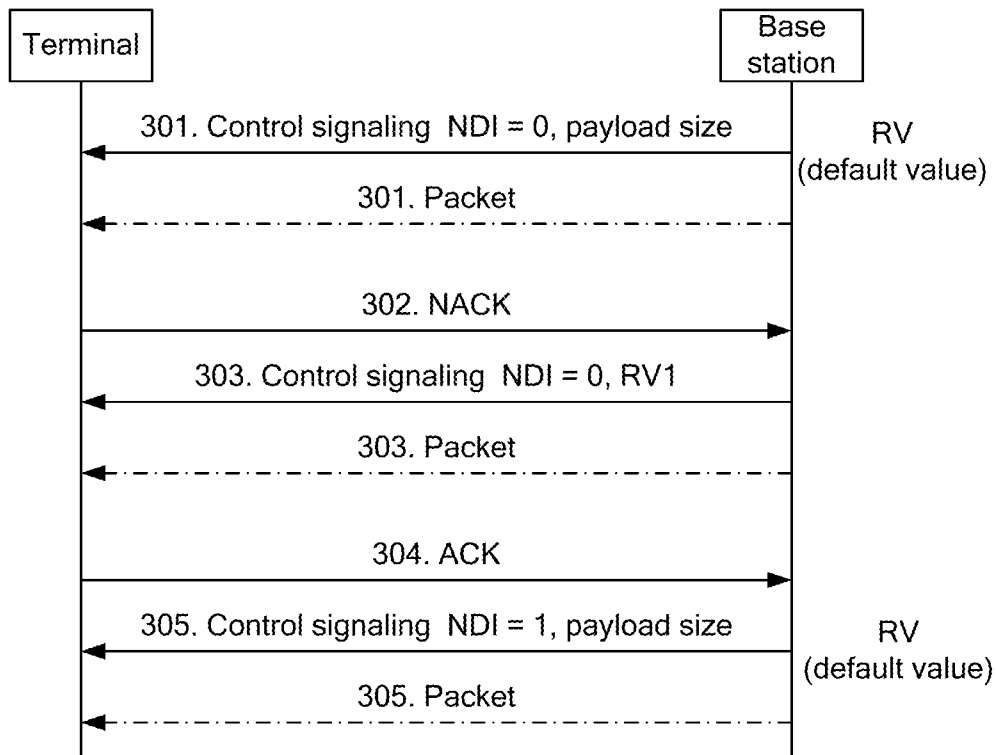 Terminal
Base
station
301. Control signaling NDI = 0, payload size
RV
(default value)
301. Packet
302. NACK
303. Control signaling NDI = 0, RV1
303. Packet
304. ACK
305. Control signaling NDI = 1, payload size
RV
(default value)
305. Packet